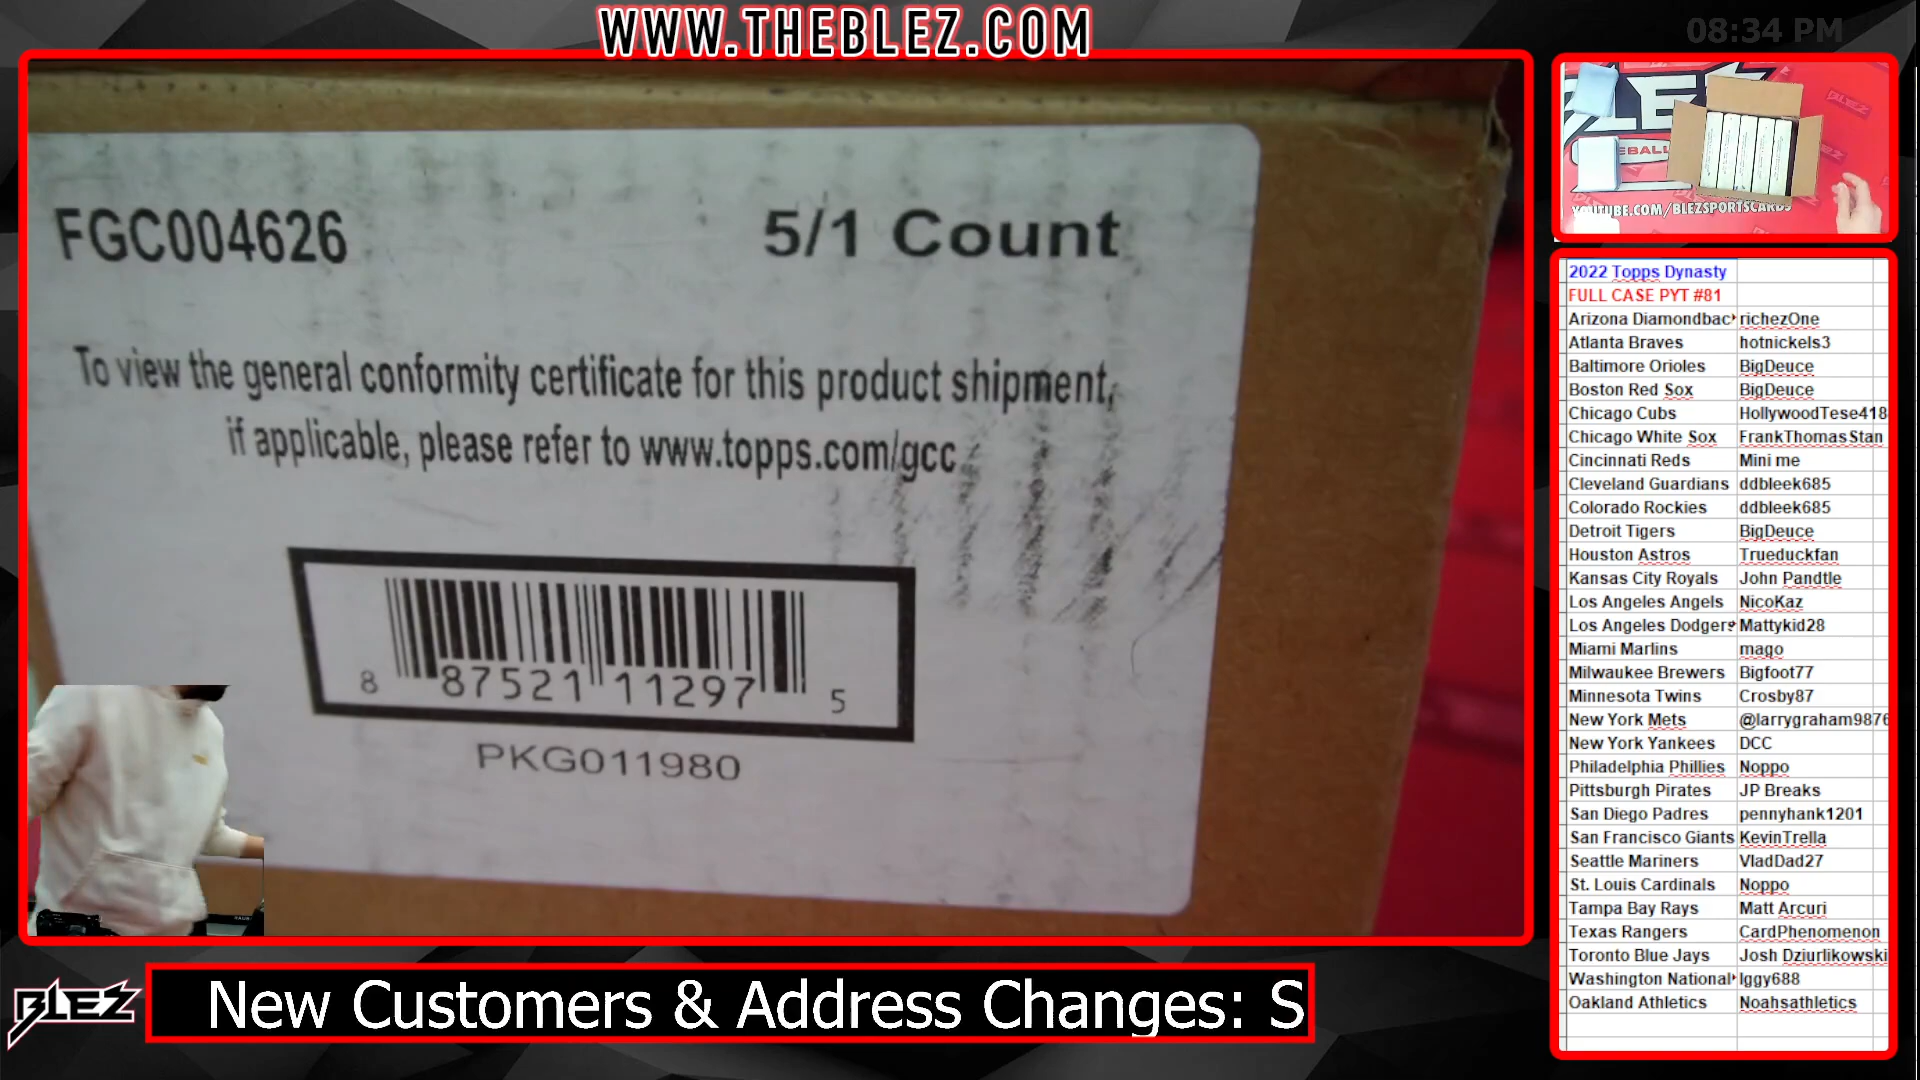 WWW.THEBLEZ.COM
08:34 PM
FGC004626
5/1 Count
To view the general conformity certificate for this product shipment,
if applicable, please refer to www.topps.com/gcc
8 87521 11297 5
PKG011980
YOUTUBE.COM/BLEZSPORTSCARDS
2022 Topps Dynasty
FULL CASE PYT #81
Arizona Diamondbac richezOne
Atlanta Braves hotnickels3
Baltimore Orioles BigDeuce
Boston Red Sox BigDeuce
Chicago Cubs HollywoodTese418
Chicago White Sox FrankThomasStan
Cincinnati Reds Mini me
Cleveland Guardians ddbleek685
Colorado Rockies ddbleek685
Detroit Tigers BigDeuce
Houston Astros Trueduckfan
Kansas City Royals John Pandtle
Los Angeles Angels NicoKaz
Los Angeles Dodgers Mattykid28
Miami Marlins mago
Milwaukee Brewers Bigfoot77
Minnesota Twins Crosby87
New York Mets @larrygraham9876
New York Yankees DCC
Philadelphia Phillies Noppo
Pittsburgh Pirates JP Breaks
San Diego Padres pennyhank1201
San Francisco Giants KevinTrella
Seattle Mariners VladDad27
St. Louis Cardinals Noppo
Tampa Bay Rays Matt Arcuri
Texas Rangers CardPhenomenon
Toronto Blue Jays Josh Dziurlikowski
Washington National Iggy688
Oakland Athletics Noahsathletics
BLEZ
New Customers & Address Changes: S